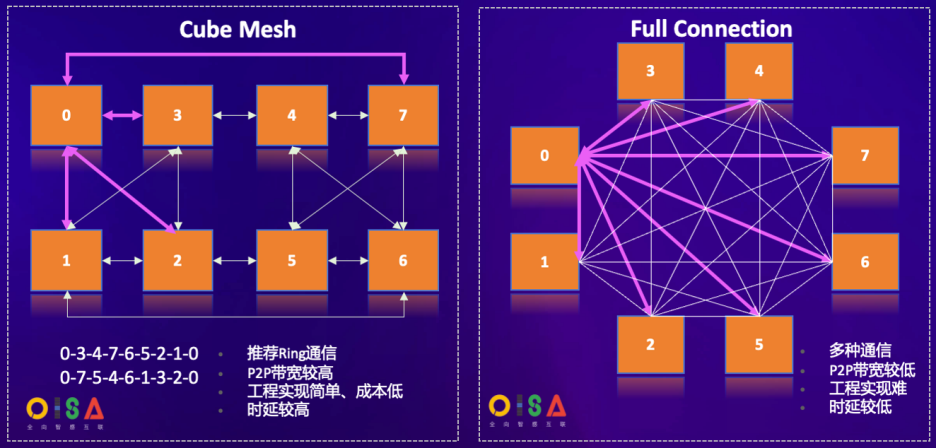 Cube Mesh
0
3
4
7
1
2
5
6
0-3-4-7-6-5-2-1-0
0-7-5-4-6-1-3-2-0
• 推荐Ring通信
• P2P带宽较高
• 工程实现简单、成本低
• 时延较高
OISA
全向智感互联
Full Connection
3
4
0
7
1
6
2
5
• 多种通信
• P2P带宽较低
• 工程实现难
• 时延较低
OISA
全向智感互联